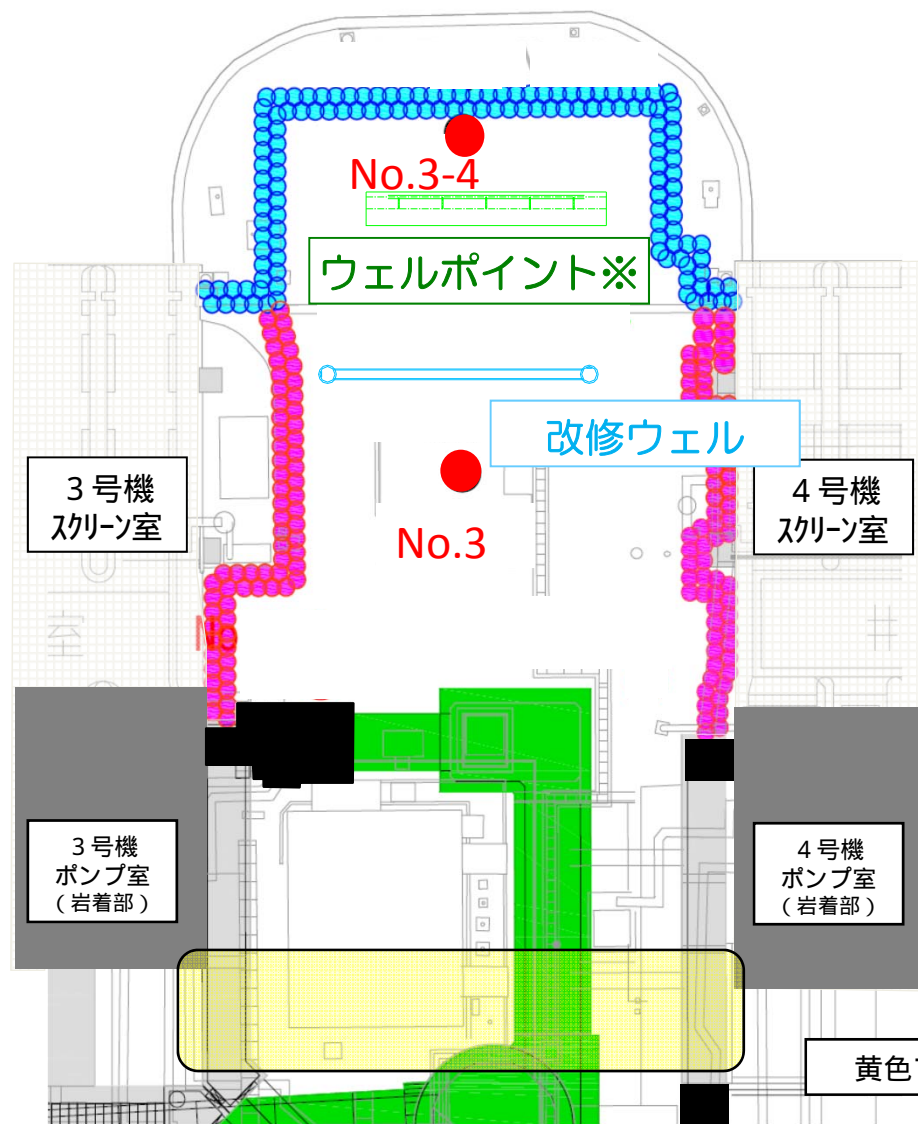 No.3-4
ウェルポイント※
改修ウェル
３号機
ｽｸﾘｰﾝ室
４号機
ｽｸﾘｰﾝ室
No.3
No
室
３号機
ポンプ室
(岩着部)
４号機
ポンプ室
(岩着部)
黄色